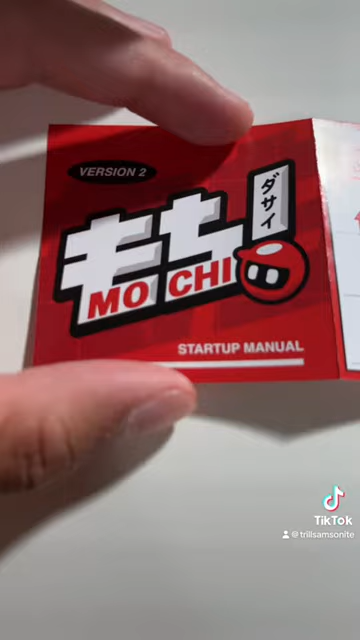 VERSION 2
もち
ダサイ
MOCHI
STARTUP MANUAL
TikTok
@trillsamsonite